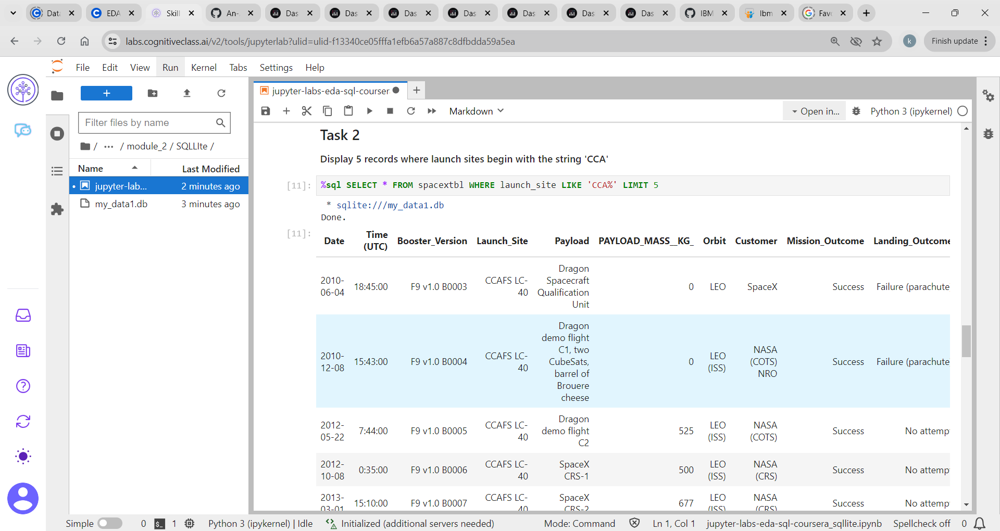 Data
EDA
Skill
An-
Das
Das
Das
Das
Das
Das
Das
IBM
Ibm
Favo
labs.cognitiveclass.ai/v2/tools/jupyterlab?ulid=ulid-f13340ce05fffa1efb6a57a887c8dfbdda59a5ea
k
Finish update
File Edit View Run Kernel Tabs Settings Help
+
Filter files by name
/ ··· / module_2 / SQLLIte /
Name Last Modified
jupyter-lab... 2 minutes ago
my_data1.db 3 minutes ago
jupyter-labs-eda-sql-courser
Markdown
Open in...
Python 3 (ipykernel)
Task 2
Display 5 records where launch sites begin with the string 'CCA'
[11]: %sql SELECT * FROM spacextbl WHERE launch_site LIKE 'CCA%' LIMIT 5
* sqlite:///my_data1.db
Done.
[11]:
Date Time (UTC) Booster_Version Launch_Site Payload PAYLOAD_MASS__KG_ Orbit Customer Mission_Outcome Landing_Outcome
2010-06-04 18:45:00 F9 v1.0 B0003 CCAFS LC-40 Dragon Spacecraft Qualification Unit 0 LEO SpaceX Success Failure (parachute
2010-12-08 15:43:00 F9 v1.0 B0004 CCAFS LC-40 Dragon demo flight C1, two CubeSats, barrel of Brouere cheese 0 LEO (ISS) NASA (COTS) NRO Success Failure (parachute
2012-05-22 7:44:00 F9 v1.0 B0005 CCAFS LC-40 Dragon demo flight C2 525 LEO (ISS) NASA (COTS) Success No attemp
2012-10-08 0:35:00 F9 v1.0 B0006 CCAFS LC-40 SpaceX CRS-1 500 LEO (ISS) NASA (CRS) Success No attemp
2013-03-01 15:10:00 F9 v1.0 B0007 CCAFS LC-40 SpaceX CRS-2 677 LEO (ISS) NASA (CRS) Success No attemp
Simple 0 $_ 1 Python 3 (ipykernel) | Idle Initialized (additional servers needed) Mode: Command Ln 1, Col 1 jupyter-labs-eda-sql-coursera_sqllite.ipynb Spellcheck off 0